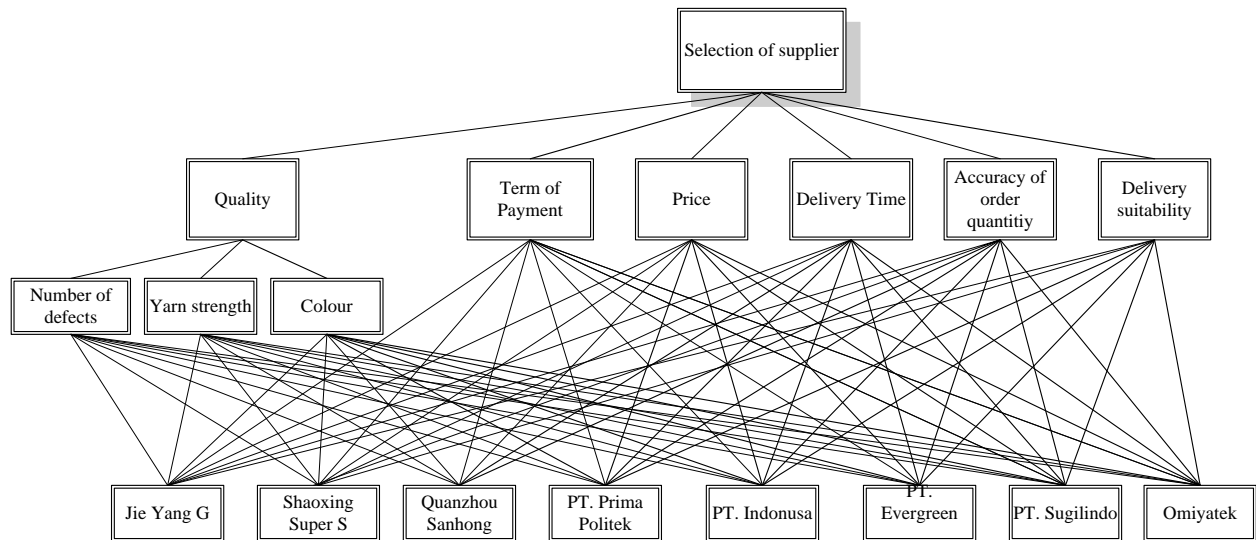 Selection of supplier
Quality
Term of
Payment
Price
Delivery Time
Accuracy of
order
quantitiy
Delivery
suitability
Number of
defects
Yarn strength
Colour
Jie Yang G
Shaoxing
Super S
Quanzhou
Sanhong
PT. Prima
Politek
PT. Indonusa
PT.
Evergreen
PT. Sugilindo
Omiyatek